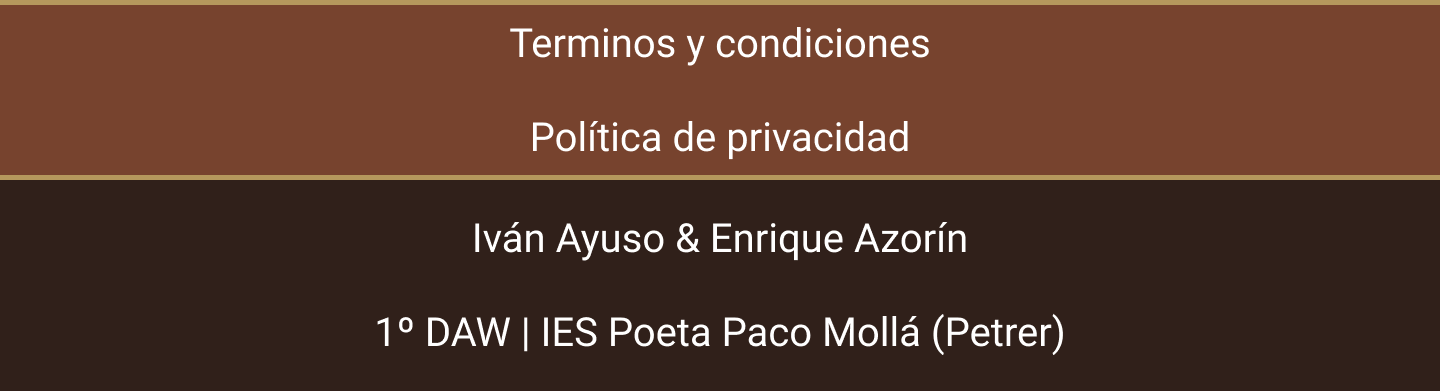 Terminos y condiciones
Política de privacidad
Iván Ayuso & Enrique Azorín
1º DAW | IES Poeta Paco Mollá (Petrer)